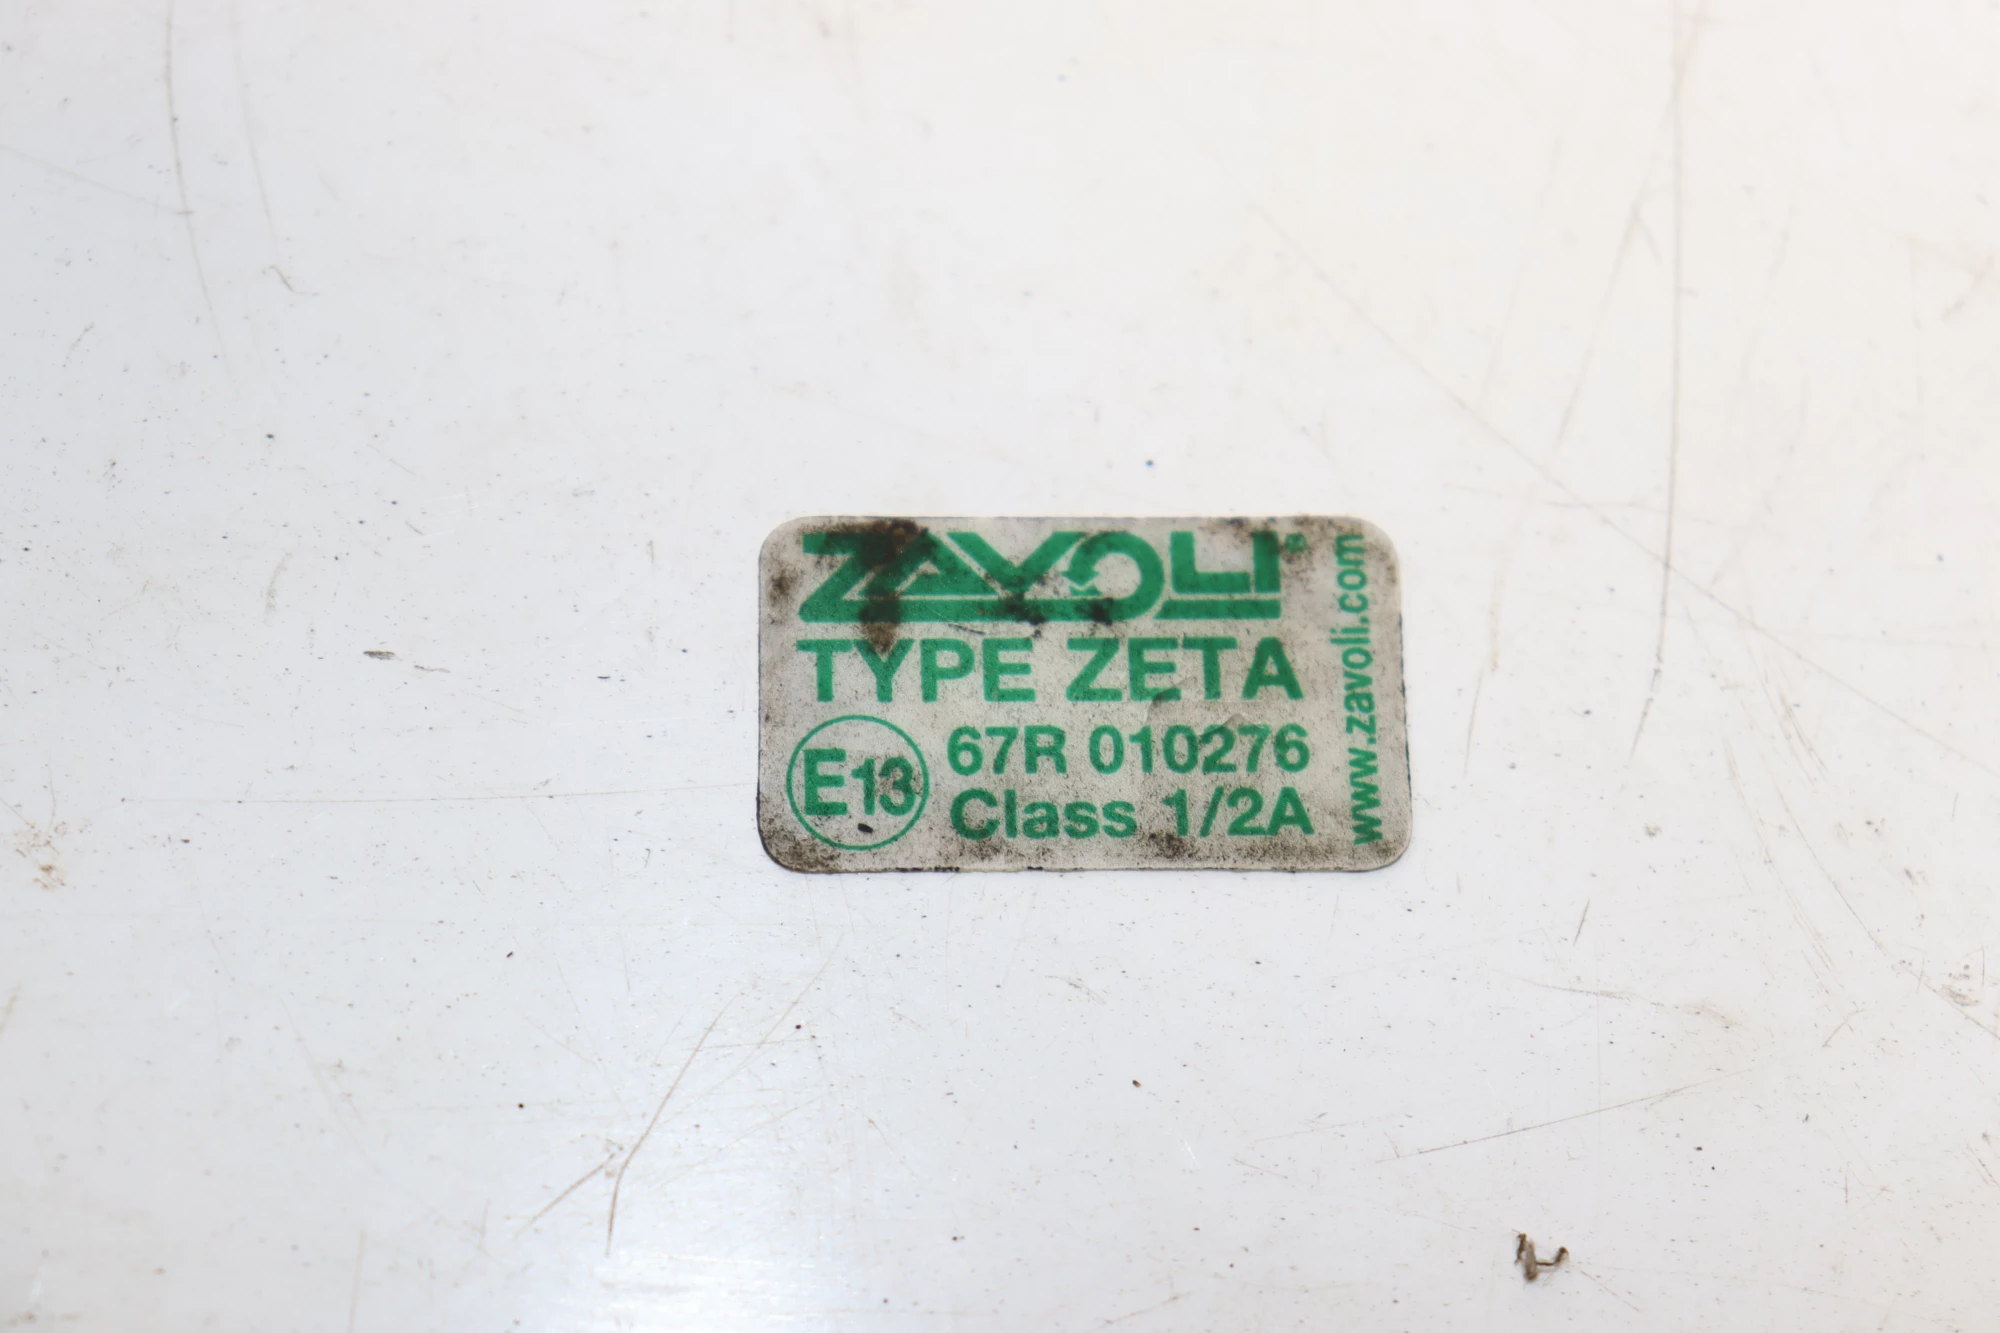 ZAVOLI®
TYPE ZETA
E13
67R 010276
Class 1/2A
www.zavoli.com